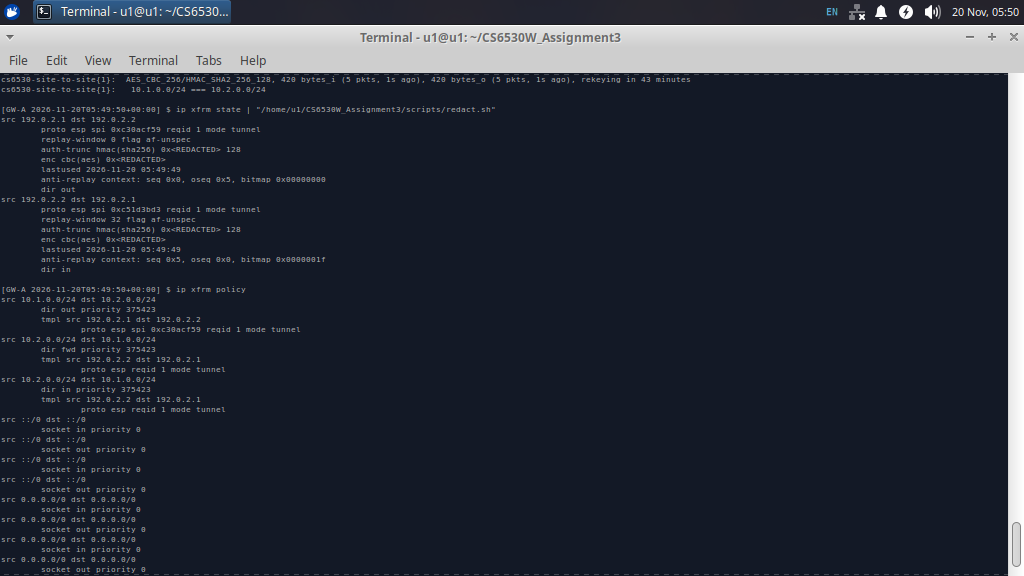 Terminal - u1@u1: ~/CS6530...
EN
20 Nov, 05:50
Terminal - u1@u1: ~/CS6530W_Assignment3
File Edit View Terminal Tabs Help
cs6530-site-to-site{1}:  AES_CBC_256/HMAC_SHA2_256_128, 420 bytes_i (5 pkts, 1s ago), 420 bytes_o (5 pkts, 1s ago), rekeying in 43 minutes
cs6530-site-to-site{1}:   10.1.0.0/24 === 10.2.0.0/24
[GW-A 2026-11-20T05:49:50+00:00] $ ip xfrm state | "/home/u1/CS6530W_Assignment3/scripts/redact.sh"
src 192.0.2.1 dst 192.0.2.2
proto esp spi 0xc30acf59 reqid 1 mode tunnel
replay-window 0 flag af-unspec
auth-trunc hmac(sha256) 0x<REDACTED> 128
enc cbc(aes) 0x<REDACTED>
lastused 2026-11-20 05:49:49
anti-replay context: seq 0x0, oseq 0x5, bitmap 0x00000000
dir out
src 192.0.2.2 dst 192.0.2.1
proto esp spi 0xc51d3bd3 reqid 1 mode tunnel
replay-window 32 flag af-unspec
auth-trunc hmac(sha256) 0x<REDACTED> 128
enc cbc(aes) 0x<REDACTED>
lastused 2026-11-20 05:49:49
anti-replay context: seq 0x5, oseq 0x0, bitmap 0x0000001f
dir in
[GW-A 2026-11-20T05:49:50+00:00] $ ip xfrm policy
src 10.1.0.0/24 dst 10.2.0.0/24
dir out priority 375423
tmpl src 192.0.2.1 dst 192.0.2.2
proto esp spi 0xc30acf59 reqid 1 mode tunnel
src 10.2.0.0/24 dst 10.1.0.0/24
dir fwd priority 375423
tmpl src 192.0.2.2 dst 192.0.2.1
proto esp reqid 1 mode tunnel
src 10.2.0.0/24 dst 10.1.0.0/24
dir in priority 375423
tmpl src 192.0.2.2 dst 192.0.2.1
proto esp reqid 1 mode tunnel
src ::/0 dst ::/0
socket in priority 0
src ::/0 dst ::/0
socket out priority 0
src ::/0 dst ::/0
socket in priority 0
src ::/0 dst ::/0
socket out priority 0
src 0.0.0.0/0 dst 0.0.0.0/0
socket in priority 0
src 0.0.0.0/0 dst 0.0.0.0/0
socket out priority 0
src 0.0.0.0/0 dst 0.0.0.0/0
socket in priority 0
src 0.0.0.0/0 dst 0.0.0.0/0
socket out priority 0